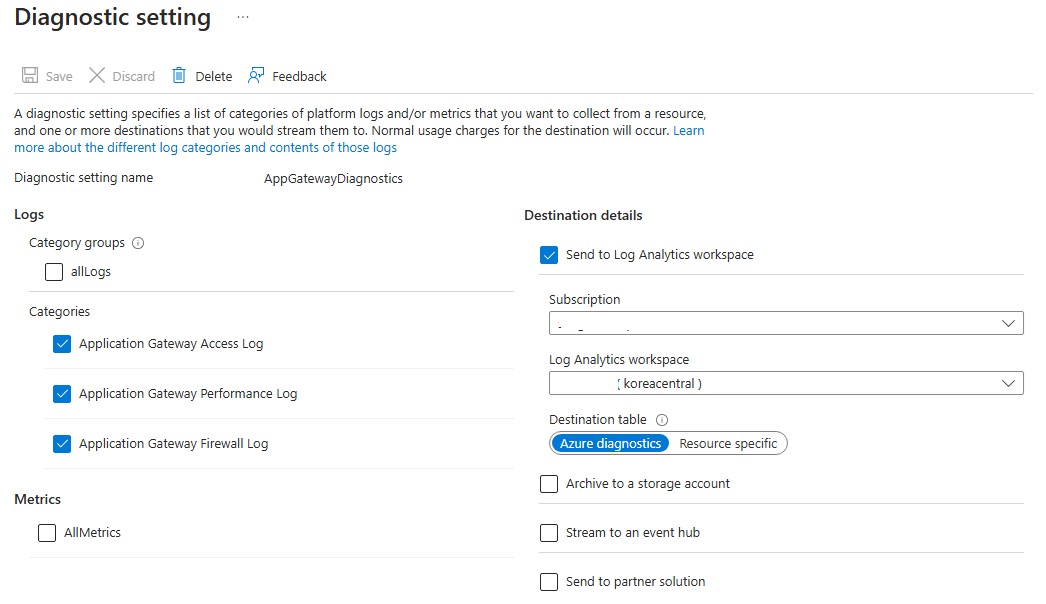 Diagnostic setting ...
Save Discard Delete Feedback
A diagnostic setting specifies a list of categories of platform logs and/or metrics that you want to collect from a resource,
and one or more destinations that you would stream them to. Normal usage charges for the destination will occur. Learn
more about the different log categories and contents of those logs
Diagnostic setting name AppGatewayDiagnostics
Logs
Category groups
allLogs
Categories
Application Gateway Access Log
Application Gateway Performance Log
Application Gateway Firewall Log
Metrics
AllMetrics
Destination details
Send to Log Analytics workspace
Subscription
Log Analytics workspace
( koreacentral )
Destination table
Azure diagnostics Resource specific
Archive to a storage account
Stream to an event hub
Send to partner solution